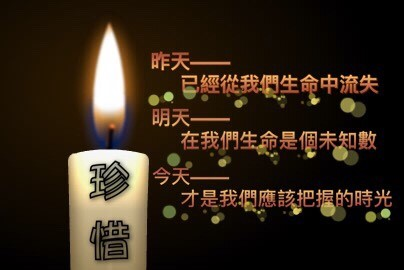 昨天——
已經從我們生命中流失
明天——
在我們生命是個未知數
今天——
才是我們應該把握的時光
珍
惜